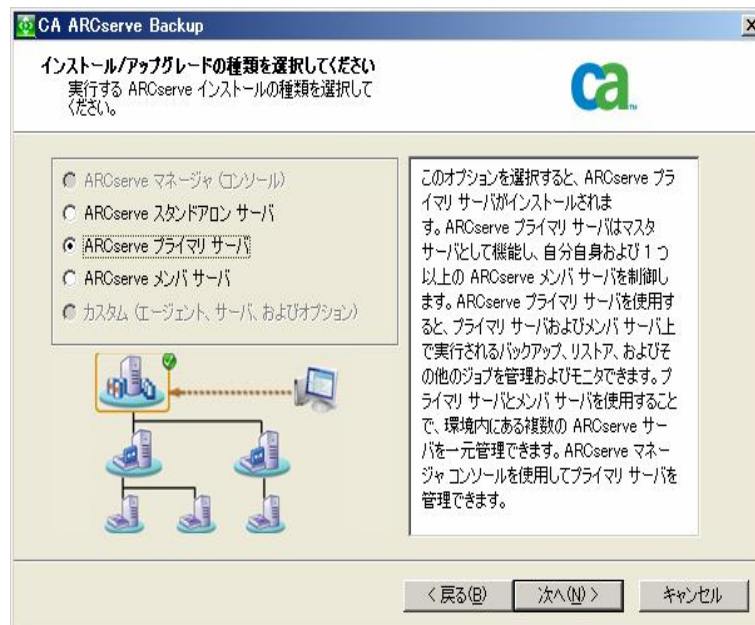 CA ARCserve Backup
インストール/アップグレードの種類を選択してください
実行する ARCserve インストールの種類を選択して
ください。
ca
ARCserve マネージャ (コンソール)
ARCserve スタンドアロン サーバ
ARCserve プライマリ サーバ
ARCserve メンバ サーバ
カスタム (エージェント、サーバ、およびオプション)
このオプションを選択すると、ARCserve プラ
イマリ サーバがインストールされま
す。ARCserve プライマリ サーバはマスタ
サーバとして機能し、自分自身および 1 つ
以上の ARCserve メンバ サーバを制御し
ます。ARCserve プライマリ サーバを使用す
ると、プライマリ サーバおよびメンバ サーバ上
で実行されるバックアップ、リストア、およびそ
の他のジョブを管理およびモニタできます。プ
ライマリ サーバとメンバ サーバを使用すること
で、環境内にある複数の ARCserve サー
バを一元管理できます。ARCserve マネー
ジャ コンソールを使用してプライマリ サーバを
管理できます。
< 戻る(B)
次へ(N) >
キャンセル